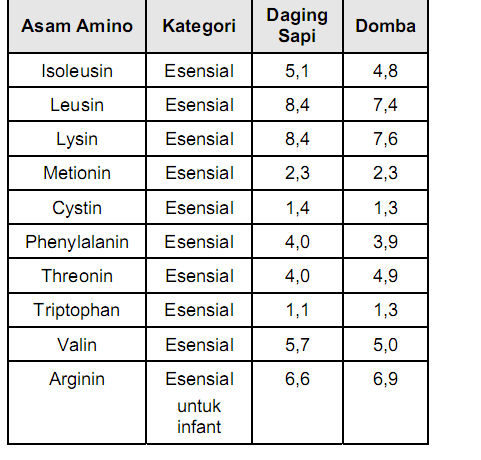 Asam Amino Kategori Daging Sapi Domba
Isoleusin Esensial 5,1 4,8
Leusin Esensial 8,4 7,4
Lysin Esensial 8,4 7,6
Metionin Esensial 2,3 2,3
Cystin Esensial 1,4 1,3
Phenylalanin Esensial 4,0 3,9
Threonin Esensial 4,0 4,9
Triptophan Esensial 1,1 1,3
Valin Esensial 5,7 5,0
Arginin Esensial 6,6 6,9
untuk
infant